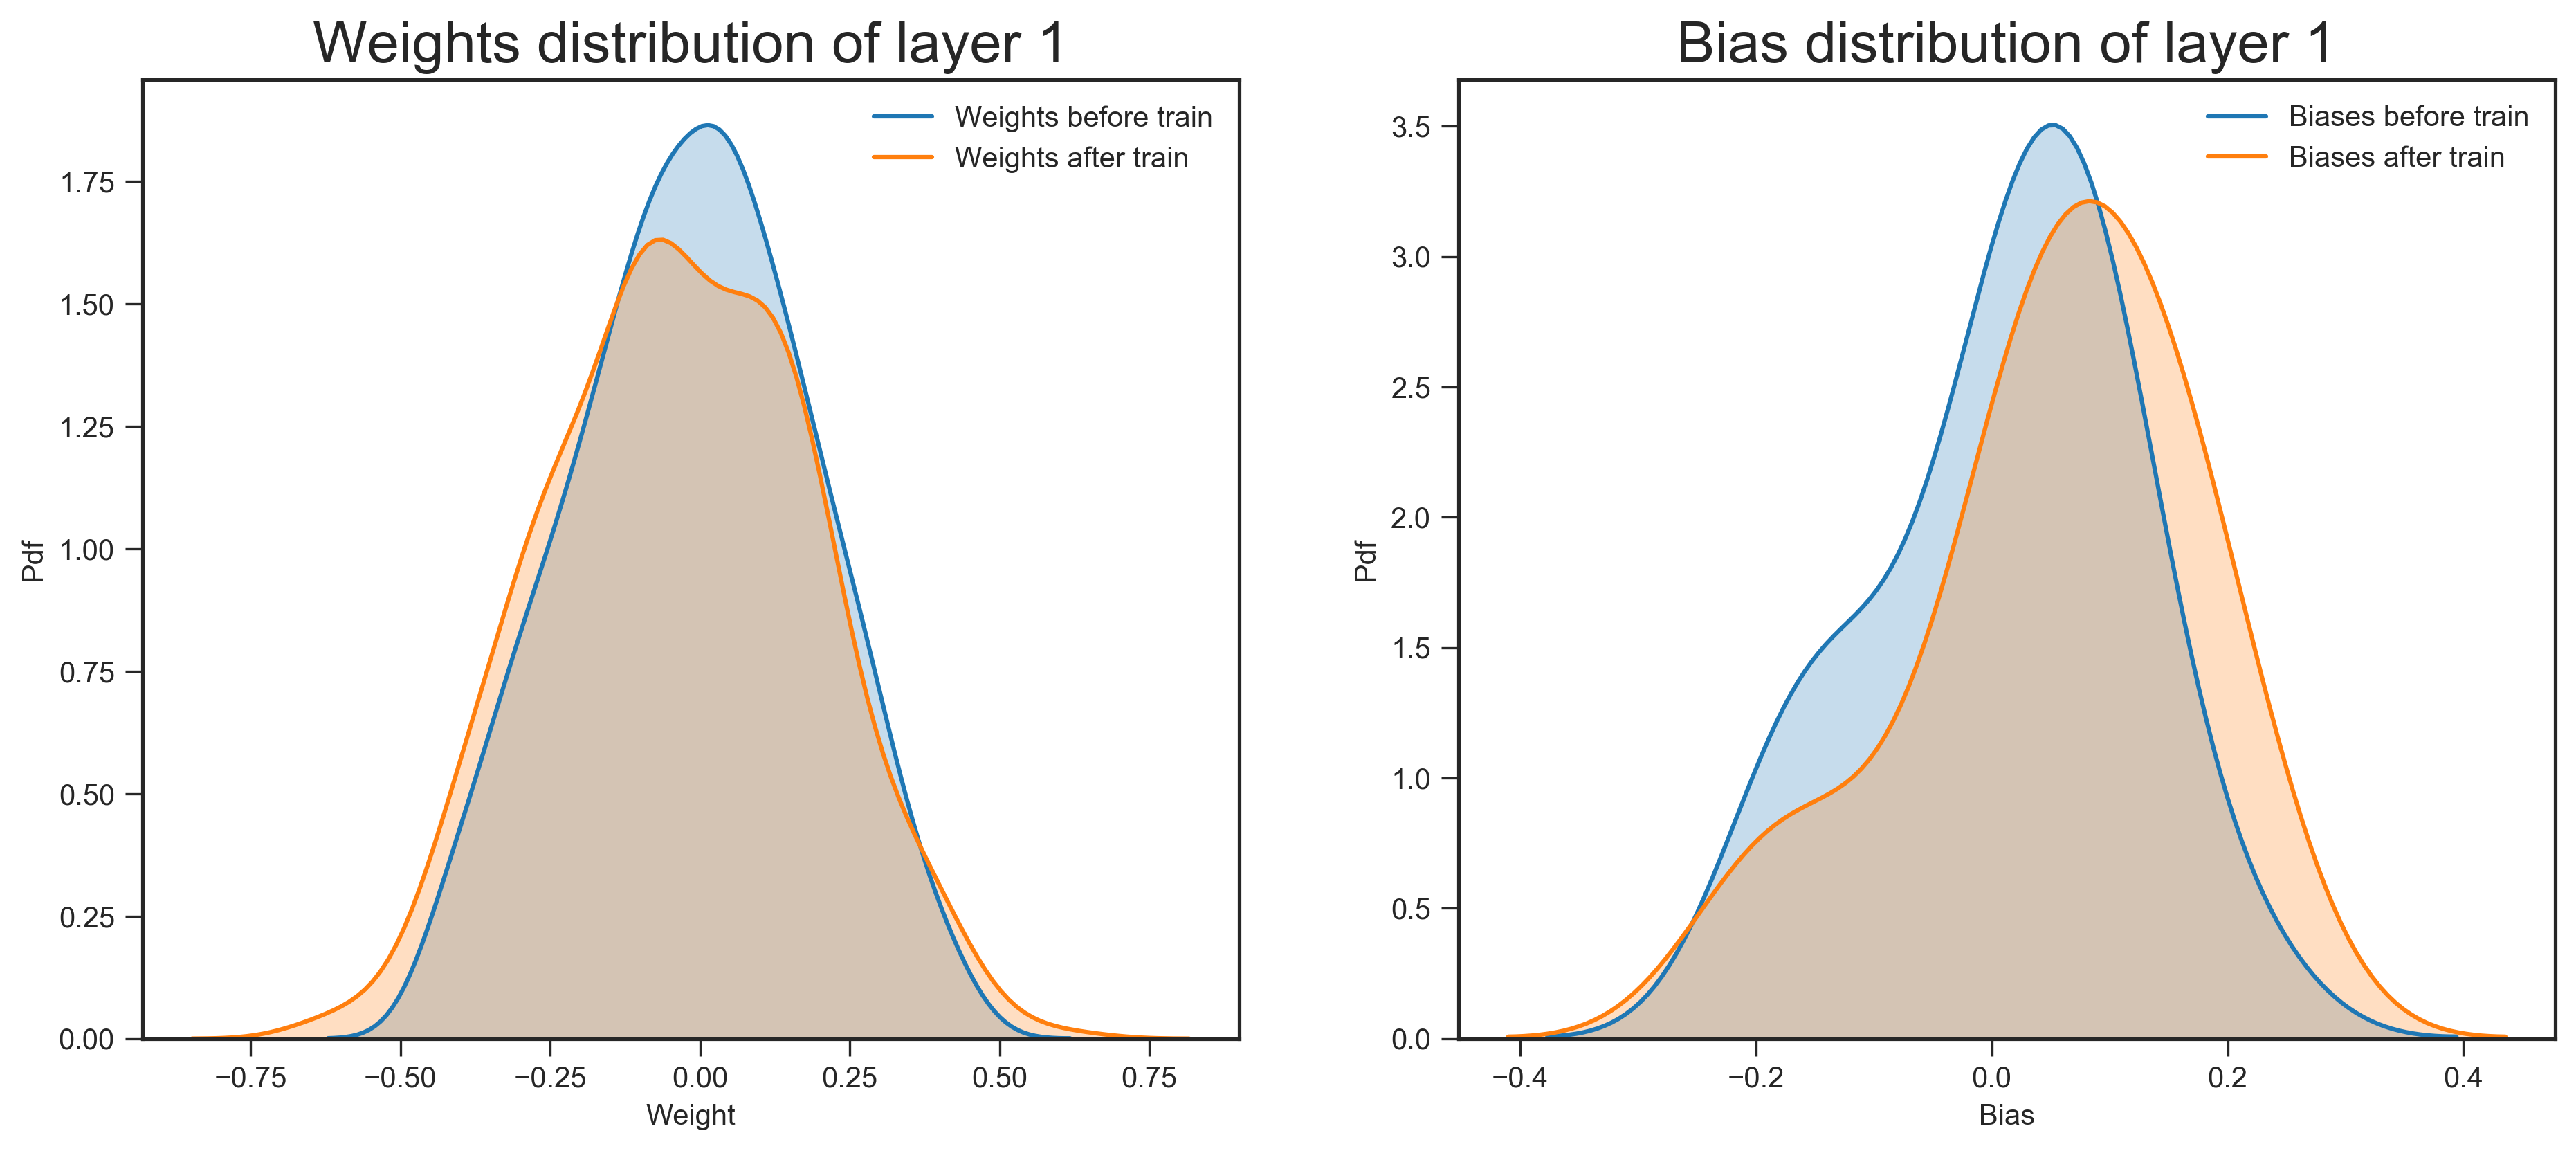 Weights distribution of layer 1
Weights before train
Weights after train
1.75
1.50
1.25
1.00
0.75
0.50
0.25
0.00
Pdf
−0.75
−0.50
−0.25
0.00
0.25
0.50
0.75
Weight
Bias distribution of layer 1
Biases before train
Biases after train
3.5
3.0
2.5
2.0
1.5
1.0
0.5
0.0
Pdf
−0.4
−0.2
0.0
0.2
0.4
Bias